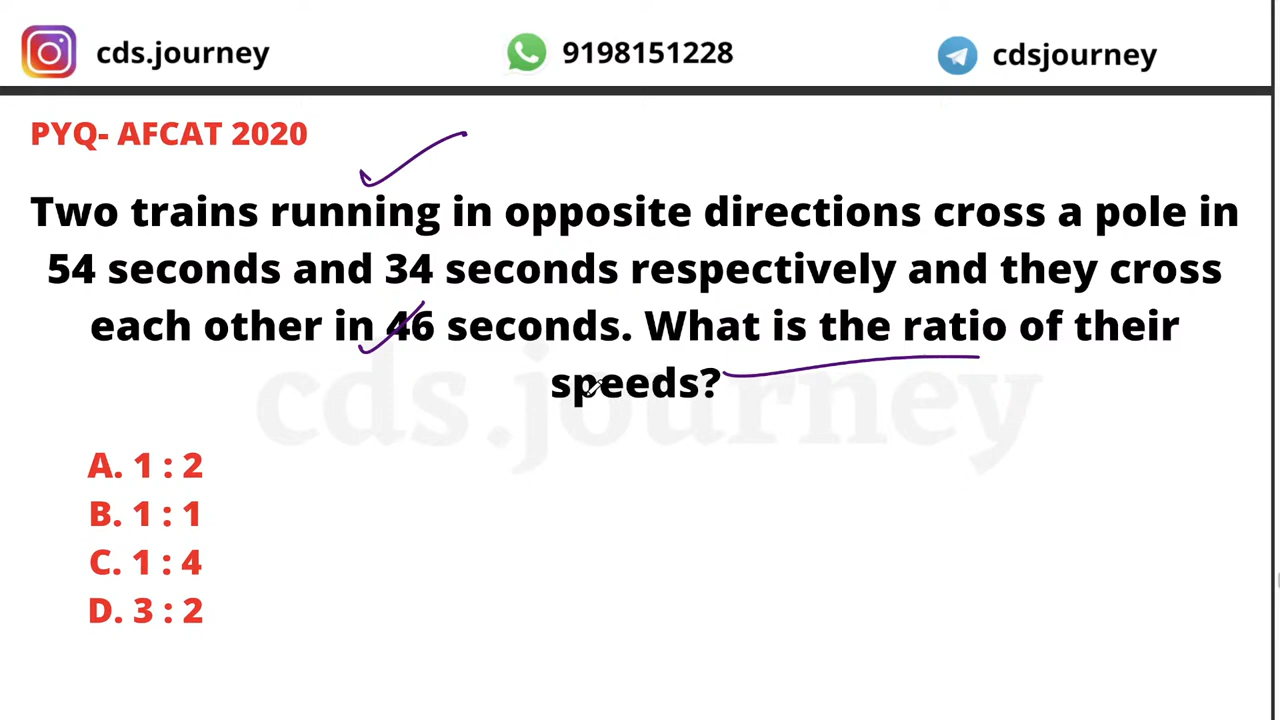 cds.journey
9198151228
cdsjourney
PYQ- AFCAT 2020
Two trains running in opposite directions cross a pole in
54 seconds and 34 seconds respectively and they cross
each other in 46 seconds. What is the ratio of their
speeds?
cds.journey
A. 1 : 2
B. 1 : 1
C. 1 : 4
D. 3 : 2